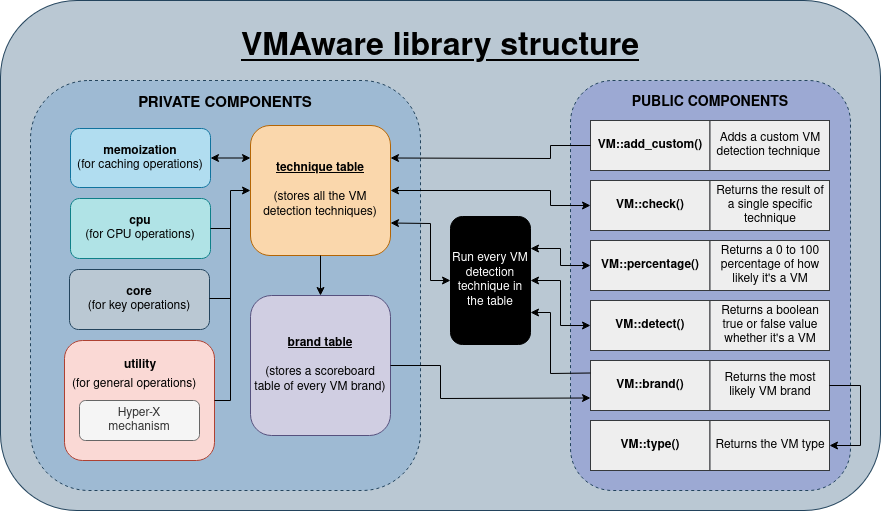 VMAware library structure
PRIVATE COMPONENTS
memoization
(for caching operations)
cpu
(for CPU operations)
core
(for key operations)
utility
(for general operations)
Hyper-X
mechanism
technique table
(stores all the VM
detection techniques)
brand table
(stores a scoreboard
table of every VM brand)
Run every VM
detection
technique in
the table
PUBLIC COMPONENTS
VM::add_custom()
Adds a custom VM
detection technique
VM::check()
Returns the result of
a single specific
technique
VM::percentage()
Returns a 0 to 100
percentage of how
likely it's a VM
VM::detect()
Returns a boolean
true or false value
whether it's a VM
VM::brand()
Returns the most
likely VM brand
VM::type()
Returns the VM type